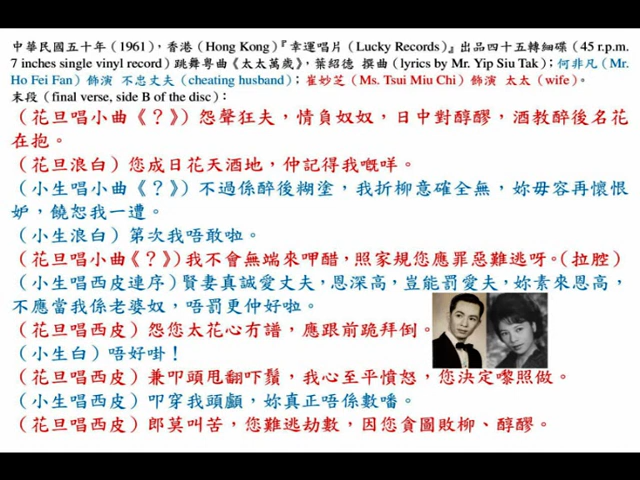 中華民國五十年（1961），香港（Hong Kong）『幸運唱片（Lucky Records）』出品四十五轉細碟（45 r.p.m.
7 inches single vinyl record）跳舞粵曲《太太萬歲》，葉紹德 撰曲（lyrics by Mr. Yip Siu Tak）；何非凡（Mr.
Ho Fei Fan）飾演 不忠丈夫（cheating husband）；崔妙芝（Ms. Tsui Miu Chi）飾演 太太（wife）。
末段（final verse, side B of the disc）：
（花旦唱小曲《？》）怨聲狂夫，情負奴奴，日中對醇醪，酒教醉後名花
在抱。
（花旦浪白）您成日花天酒地，仲記得我嘅咩。
（小生唱小曲《？》）不過係醉後糊塗，我折柳意確全無，妳毋容再懷恨
妒，饒恕我一遭。
（小生浪白）第次我唔敢啦。
（花旦唱小曲《？》）我不會無端來呷醋，照家規您應罪惡難逃呀。（拉腔）
（小生唱西皮連序）賢妻真誠愛丈夫，恩深高，豈能罰愛夫，妳素來恩高，
不應當我係老婆奴，唔罰更仲好啦。
（花旦唱西皮）怨您太花心冇譜，應跟前跪拜倒。
（小生白）唔好啩！
（花旦唱西皮）兼叩頭甩翻吓鬚，我心至平憤怒，您決定嚟照做。
（小生唱西皮）叩穿我頭顱，妳真正唔係數噃。
（花旦唱西皮）郎莫叫苦，您難逃劫數，因您貪圖敗柳、醇醪。